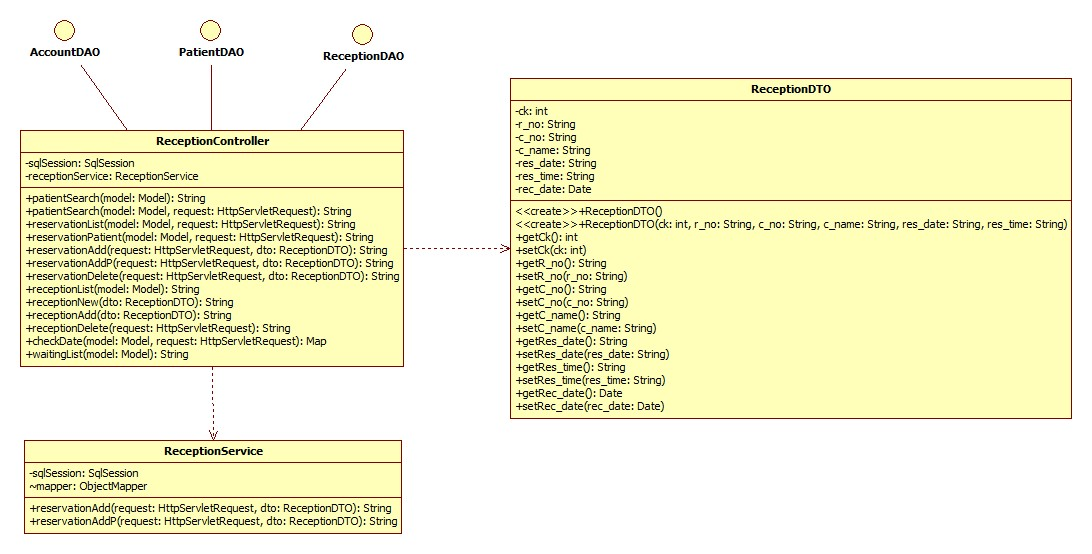 AccountDAO
PatientDAO
ReceptionDAO
ReceptionController
-sqlSession: SqlSession
-receptionService: ReceptionService
+patientSearch(model: Model): String
+patientSearch(model: Model, request: HttpServletRequest): String
+reservationList(model: Model, request: HttpServletRequest): String
+reservationPatient(model: Model, request: HttpServletRequest): String
+reservationAdd(request: HttpServletRequest, dto: ReceptionDTO): String
+reservationAddP(request: HttpServletRequest, dto: ReceptionDTO): String
+reservationDelete(request: HttpServletRequest, dto: ReceptionDTO): String
+receptionList(model: Model): String
+receptionNew(dto: ReceptionDTO): String
+receptionAdd(dto: ReceptionDTO): String
+receptionDelete(request: HttpServletRequest): String
+checkDate(model: Model, request: HttpServletRequest): Map
+waitingList(model: Model): String
ReceptionDTO
-ck: int
-r_no: String
-c_no: String
-c_name: String
-res_date: String
-res_time: String
-rec_date: Date
<<create>>+ReceptionDTO()
<<create>>+ReceptionDTO(ck: int, r_no: String, c_no: String, c_name: String, res_date: String, res_time: String)
+getCk(): int
+setCk(ck: int)
+getR_no(): String
+setR_no(r_no: String)
+getC_no(): String
+setC_no(c_no: String)
+getC_name(): String
+setC_name(c_name: String)
+getRes_date(): String
+setRes_date(res_date: String)
+getRes_time(): String
+setRes_time(res_time: String)
+getRec_date(): Date
+setRec_date(rec_date: Date)
ReceptionService
-sqlSession: SqlSession
~mapper: ObjectMapper
+reservationAdd(request: HttpServletRequest, dto: ReceptionDTO): String
+reservationAddP(request: HttpServletRequest, dto: ReceptionDTO): String